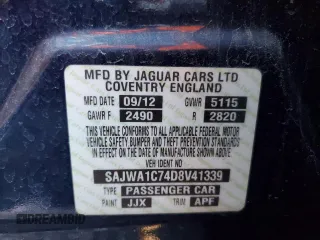 MFD BY JAGUAR CARS LTD
COVENTRY ENGLAND
MFD DATE 09/12 GVWR 5115
GAWR F 2490 R 2820
THIS VEHICLE CONFORMS TO ALL APPLICABLE FEDERAL MOTOR
VEHICLE SAFETY BUMPER AND THEFT PREVENTION STANDARDS
IN EFFECT ON THE DATE OF MANUFACTURE SHOWN ABOVE
VEH IDENT NO
SAJWA1C74D8V41339
TYPE PASSENGER CAR
PAINT JJX TRIM APF
DREAMBID